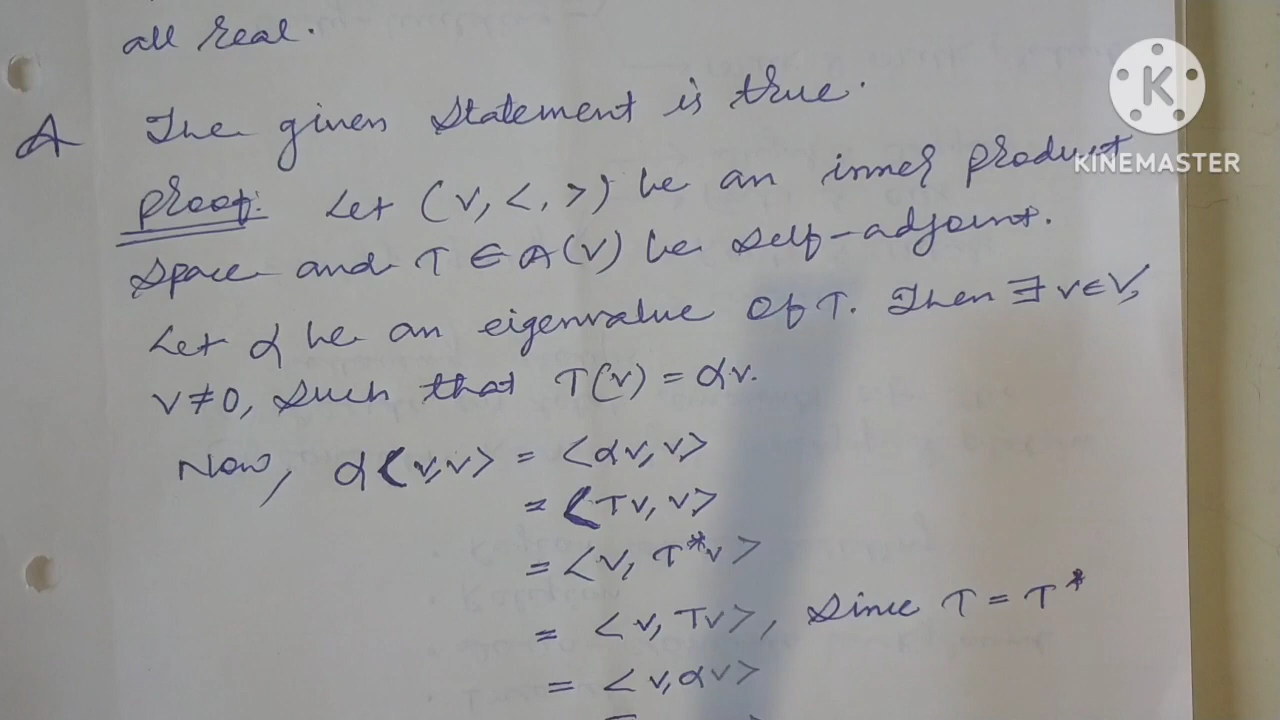 all real.
A The given statement is true.
Proof: Let (V, <, >) be an inner product
space and T ∈ A(V) be self-adjoint.
Let α be an eigenvalue of T. Then ∃ v∈V,
v≠0, such that T(v) = αv.
Now, α<v,v> = <αv, v>
= <Tv, v>
= <v, T*v>
= <v, Tv>, since T = T*
= <v, αv>
K
KINEMASTER